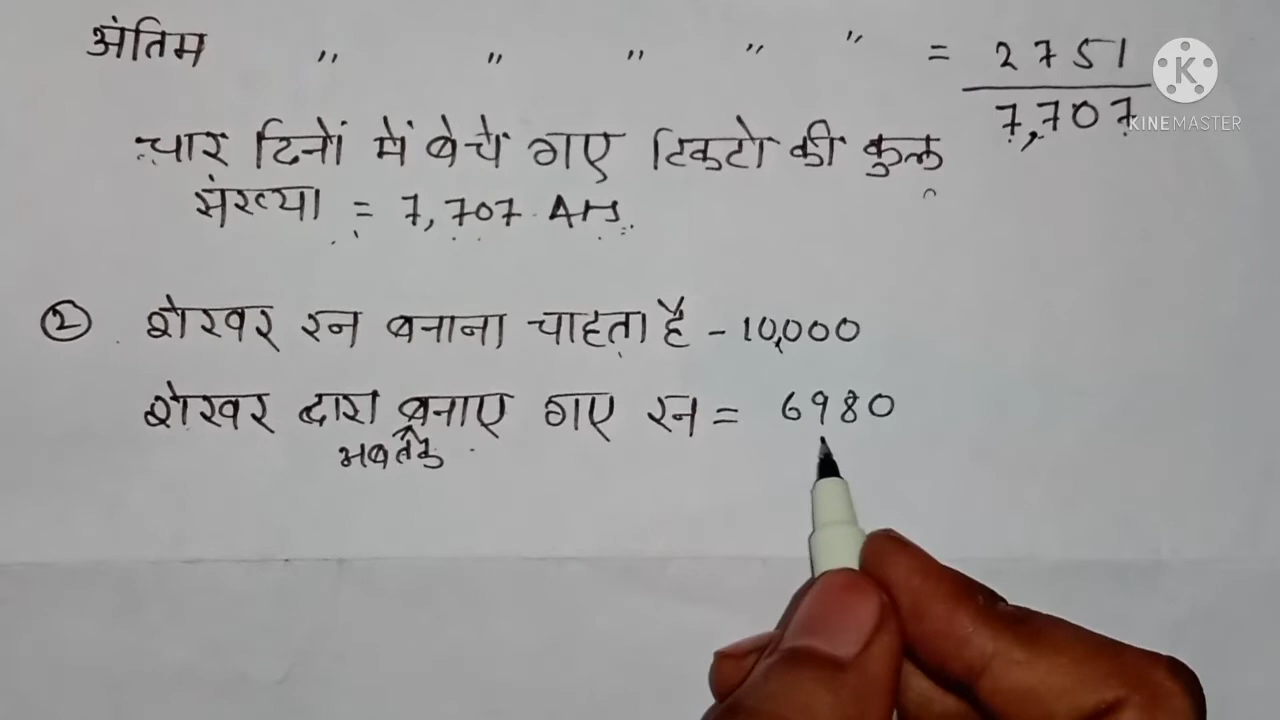 अंतिम " " " " " = 2751
7,707
चार दिनों में बेचे गए टिकटो की कुल
संख्या = 7,707 Ans.
② शेखर रन बनाना चाहता है - 10,000
शेखर द्वारा बनाए गए रन = 6980
अबतक
K
KINEMASTER